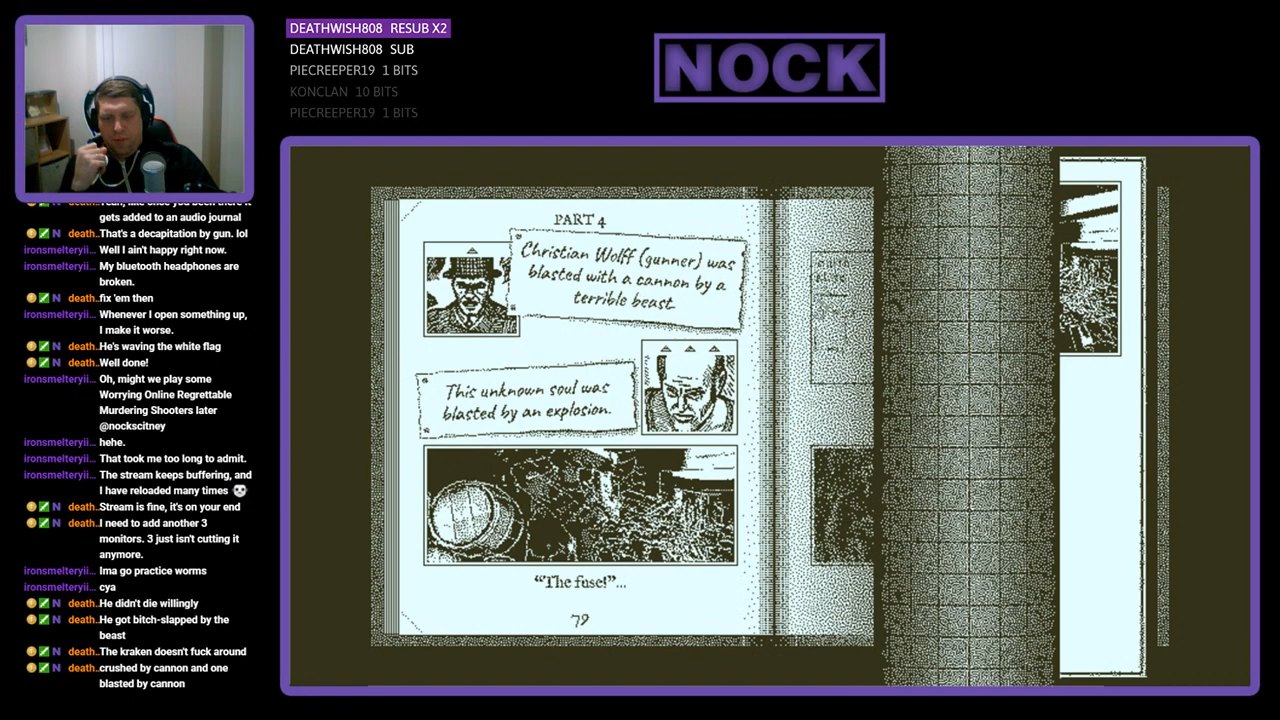 DEATHWISH808 RESUB X2
DEATHWISH808 SUB
PIECREEPER19 1 BITS
KONCLAN 10 BITS
PIECREEPER19 1 BITS
NOCK
gets added to an audio journal
death.. That's a decapitation by gun. lol
ironsmelteryii... Well I ain't happy right now.
ironsmelteryii... My bluetooth headphones are
broken.
death.. fix 'em then
ironsmelteryii... Whenever I open something up,
I make it worse.
death.. He's waving the white flag
death.. Well done!
ironsmelteryii... Oh, might we play some
Worrying Online Regrettable
Murdering Shooters later
@nockscitney
ironsmelteryii... hehe.
ironsmelteryii... That took me too long to admit.
ironsmelteryii... The stream keeps buffering, and
I have reloaded many times
death.. Stream is fine, it's on your end
death.. I need to add another 3
monitors. 3 just isn't cutting it
anymore.
ironsmelteryii... Ima go practice worms
ironsmelteryii... cya
death.. He didn't die willingly
death.. He got bitch-slapped by the
beast
death.. The kraken doesn't fuck around
death.. crushed by cannon and one
blasted by cannon
PART 4
Christian Wolff (gunner) was
blasted with a cannon by a
terrible beast.
This unknown soul was
blasted by an explosion.
“The fuse!”...
79